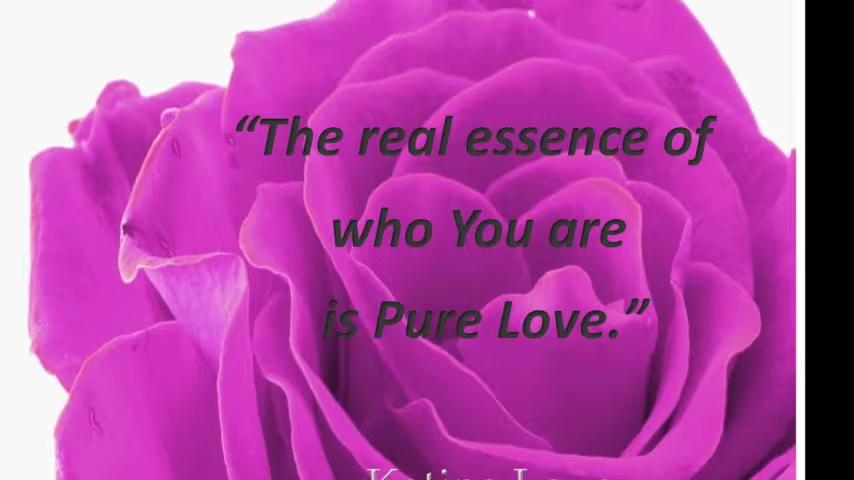 “The real essence of
who You are
is Pure Love.”